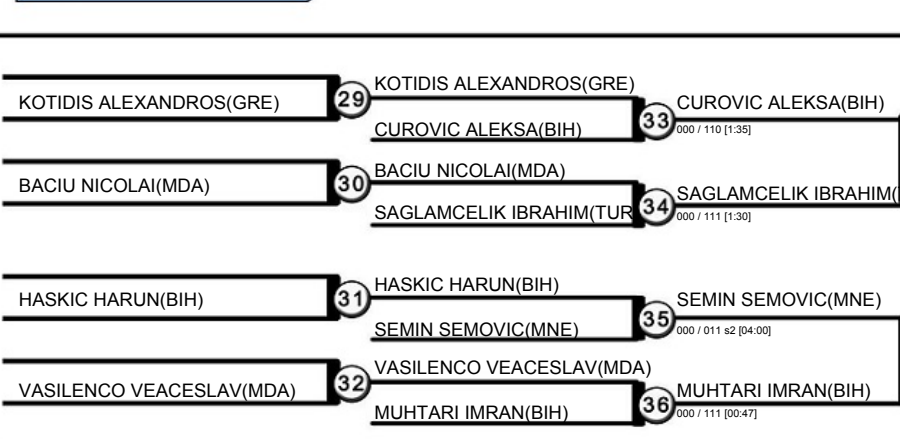 KOTIDIS ALEXANDROS(GRE)
29
KOTIDIS ALEXANDROS(GRE)
CUROVIC ALEKSA(BIH)
33
CUROVIC ALEKSA(BIH)
000 / 110 [1:35]
BACIU NICOLAI(MDA)
30
BACIU NICOLAI(MDA)
SAGLAMCELIK IBRAHIM(TUR
34
SAGLAMCELIK IBRAHIM(
000 / 111 [1:30]
HASKIC HARUN(BIH)
31
HASKIC HARUN(BIH)
SEMIN SEMOVIC(MNE)
35
SEMIN SEMOVIC(MNE)
000 / 011 s2 [04:00]
VASILENCO VEACESLAV(MDA)
32
VASILENCO VEACESLAV(MDA)
MUHTARI IMRAN(BIH)
36
MUHTARI IMRAN(BIH)
000 / 111 [00:47]